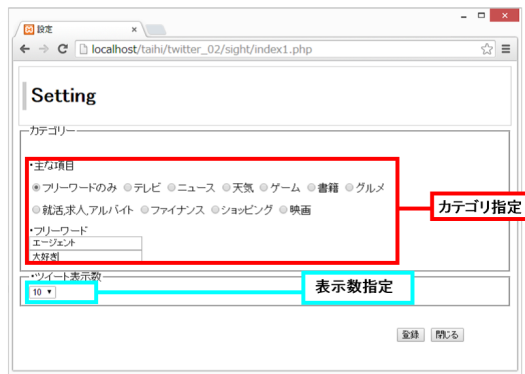 設定
localhost/taihi/twitter_02/sight/index1.php
Setting
カテゴリー
・主な項目
フリーワードのみ テレビ ニュース 天気 ゲーム 書籍 グルメ
就活,求人,アルバイト ファイナンス ショッピング 映画
・フリーワード
エージェント
大好き
カテゴリ指定
・ツイート表示数
10
表示数指定
登録 閉じる